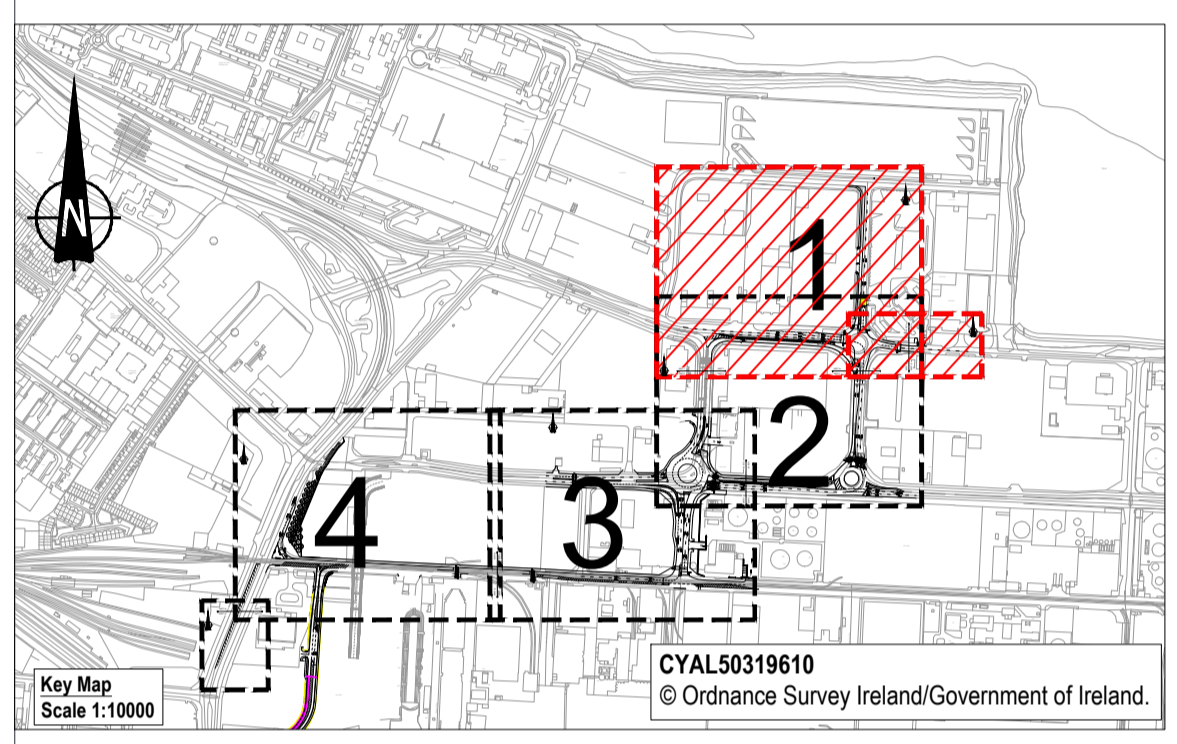 N
1
2
3
4
Key Map
Scale 1:10000
CYAL50319610
© Ordnance Survey Ireland/Government of Ireland.